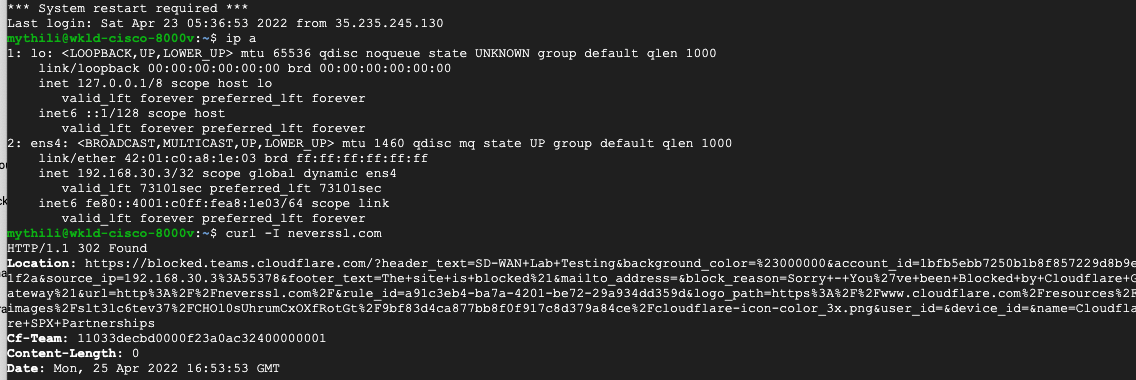 *** System restart required ***
Last login: Sat Apr 23 05:36:53 2022 from 35.235.245.130
mythili@wkld-cisco-8000v:~$ ip a
1: lo: <LOOPBACK,UP,LOWER_UP> mtu 65536 qdisc noqueue state UNKNOWN group default qlen 1000
    link/loopback 00:00:00:00:00:00 brd 00:00:00:00:00:00
    inet 127.0.0.1/8 scope host lo
       valid_lft forever preferred_lft forever
    inet6 ::1/128 scope host
       valid_lft forever preferred_lft forever
2: ens4: <BROADCAST,MULTICAST,UP,LOWER_UP> mtu 1460 qdisc mq state UP group default qlen 1000
    link/ether 42:01:c0:a8:1e:03 brd ff:ff:ff:ff:ff:ff
    inet 192.168.30.3/32 scope global dynamic ens4
       valid_lft 73101sec preferred_lft 73101sec
    inet6 fe80::4001:c0ff:fea8:1e03/64 scope link
       valid_lft forever preferred_lft forever
mythili@wkld-cisco-8000v:~$ curl -I neverssl.com
HTTP/1.1 302 Found
Location: https://blocked.teams.cloudflare.com/?header_text=SD-WAN+Lab+Testing&background_color=%23000000&account_id=1bfb5ebb7250b1b8f857229d8b9e
1f2a&source_ip=192.168.30.3%3A55378&footer_text=The+site+is+blocked%21&mailto_address=&block_reason=Sorry+-+You%27ve+been+Blocked+by+Cloudflare+G
ateway%21&url=http%3A%2F%2Fneverssl.com%2F&rule_id=a91c3eb4-ba7a-4201-be72-29a934dd359d&logo_path=https%3A%2F%2Fwww.cloudflare.com%2Fresources%2F
images%2Fslt3lc6tev37%2FCHOl0sUhrumCxOXfRotGt%2F9bf83d4ca877bb8f0f917c8d379a84ce%2Fcloudflare-icon-color_3x.png&user_id=&device_id=&name=Cloudfla
re+SPX+Partnerships
Cf-Team: 11033decbd0000f23a0ac32400000001
Content-Length: 0
Date: Mon, 25 Apr 2022 16:53:53 GMT